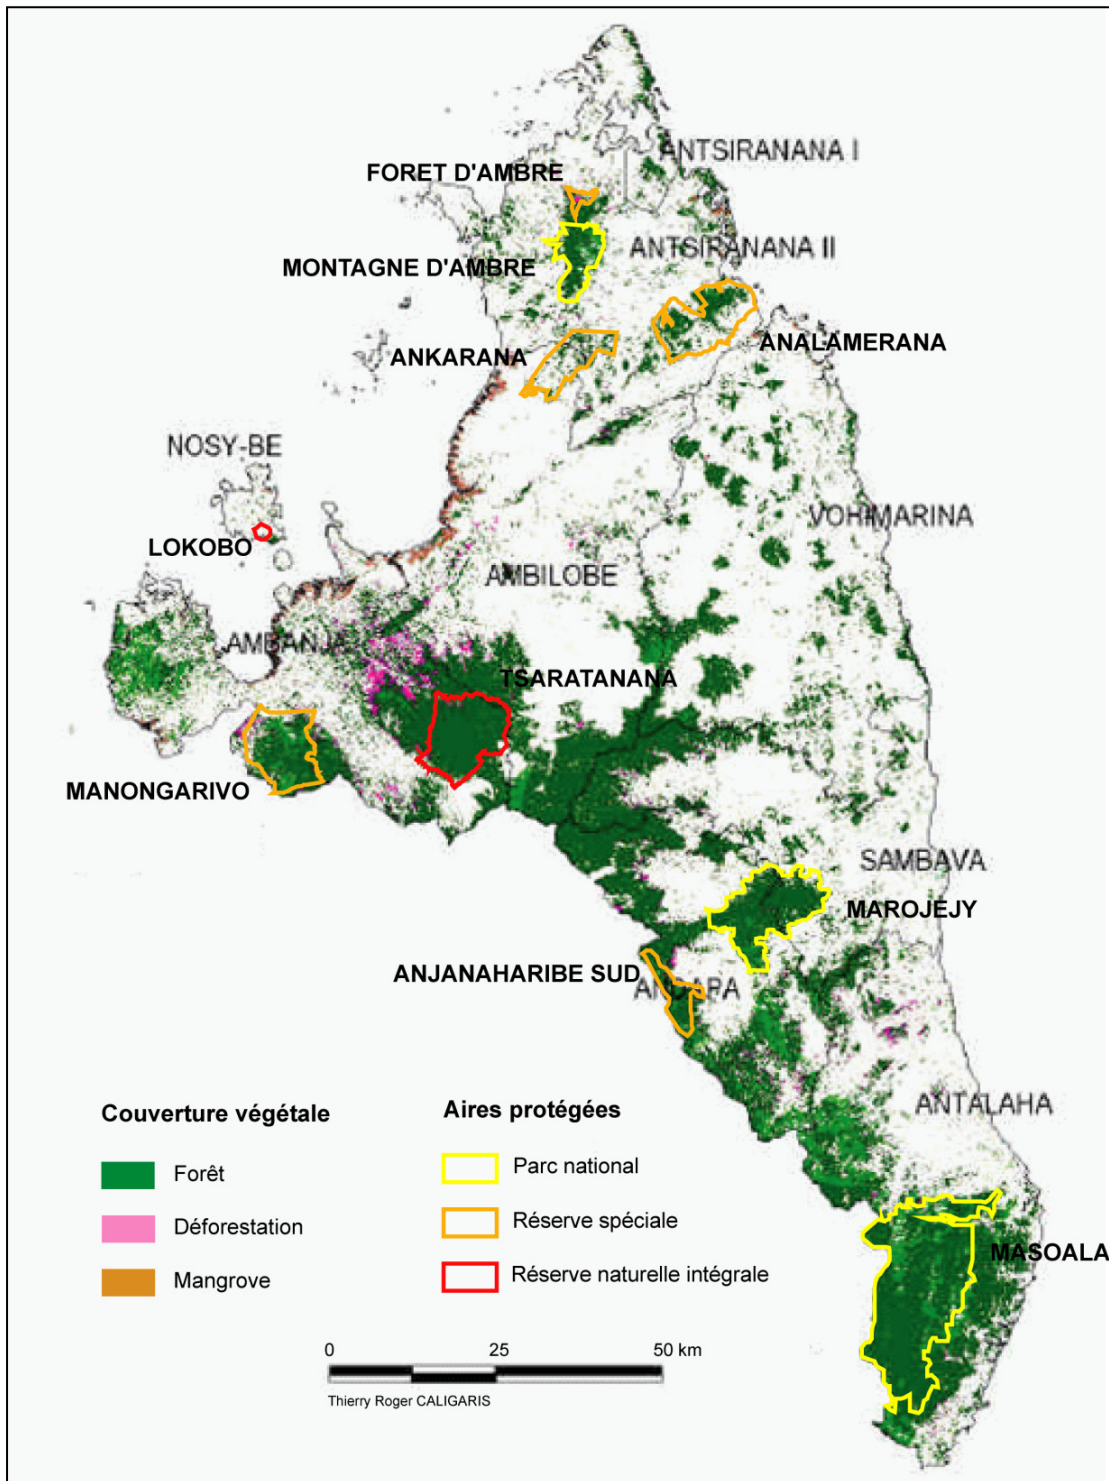 ANTSIRANANA I
FORET D'AMBRE
ANTSIRANANA II
MONTAGNE D'AMBRE
ANALAMERANA
ANKARANA
NOSY-BE
VOHIMARINA
LOKOBO
AMBILOBE
AMBANJA
TSARATANANA
MANONGARIVO
SAMBAVA
MAROJEJY
ANJANAHARIBE SUD
ANDAPA
ANTALAHA
MASOALA
Couverture végétale
Forêt
Déforestation
Mangrove
Aires protégées
Parc national
Réserve spéciale
Réserve naturelle intégrale
0 25 50 km
Thierry Roger CALIGARIS